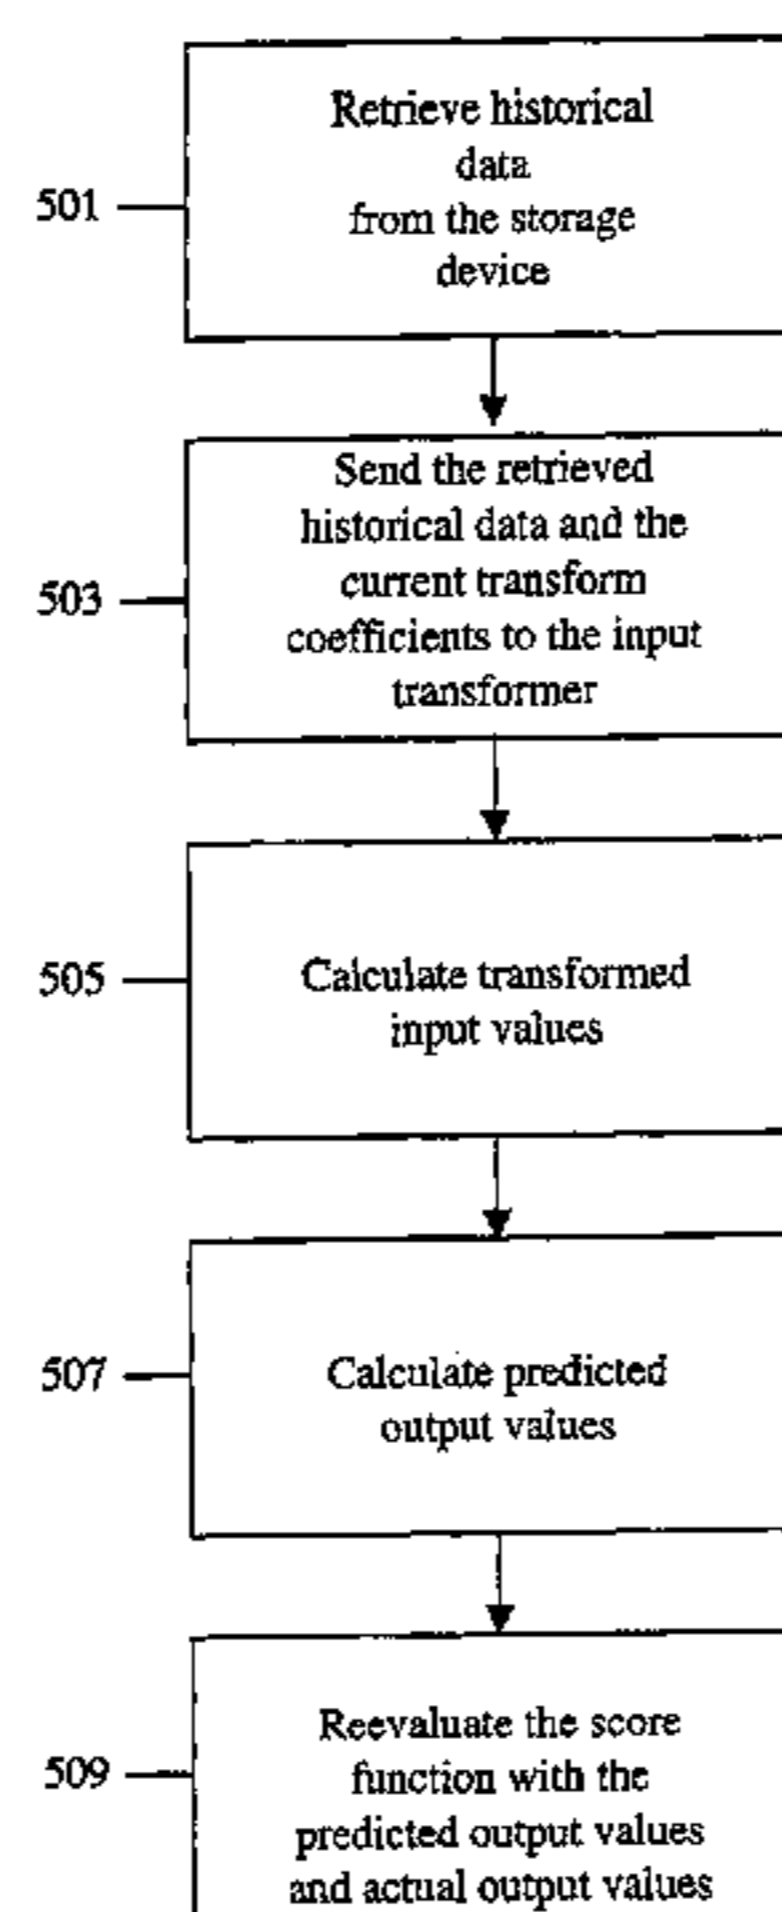 Retrieve historical
data
501
from the storage
device
Send the retrieved
historical data and the
current transform
503
coefficients to the input
transformer
505
Calculate transformed
input values
507
Calculate predicted
output values
Reevaluate the score
509
function with the
predicted output values
and actual output values